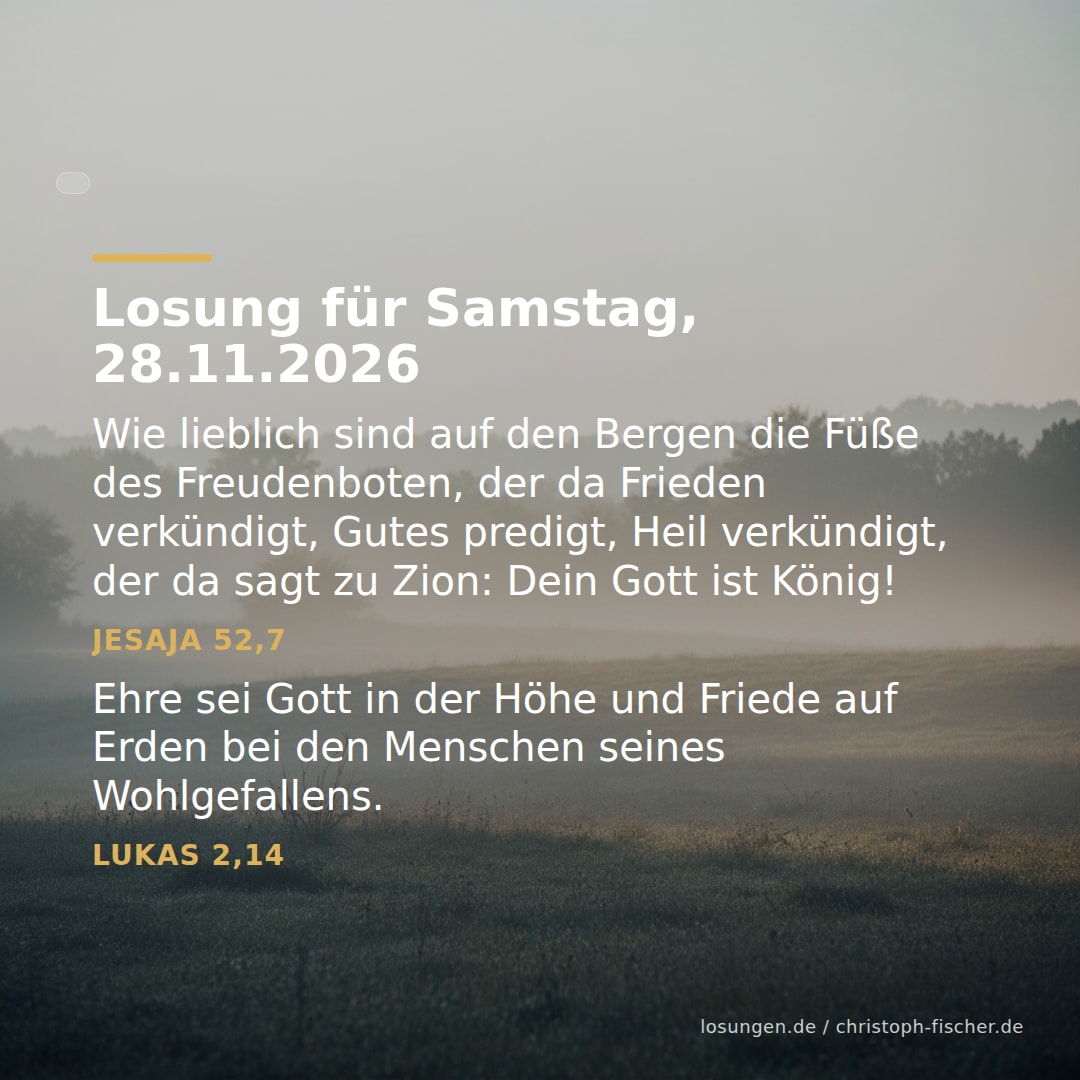 Losung für Samstag,
28.11.2026
Wie lieblich sind auf den Bergen die Füße
des Freudenboten, der da Frieden
verkündigt, Gutes predigt, Heil verkündigt,
der da sagt zu Zion: Dein Gott ist König!
JESAJA 52,7
Ehre sei Gott in der Höhe und Friede auf
Erden bei den Menschen seines
Wohlgefallens.
LUKAS 2,14
losungen.de / christoph-fischer.de